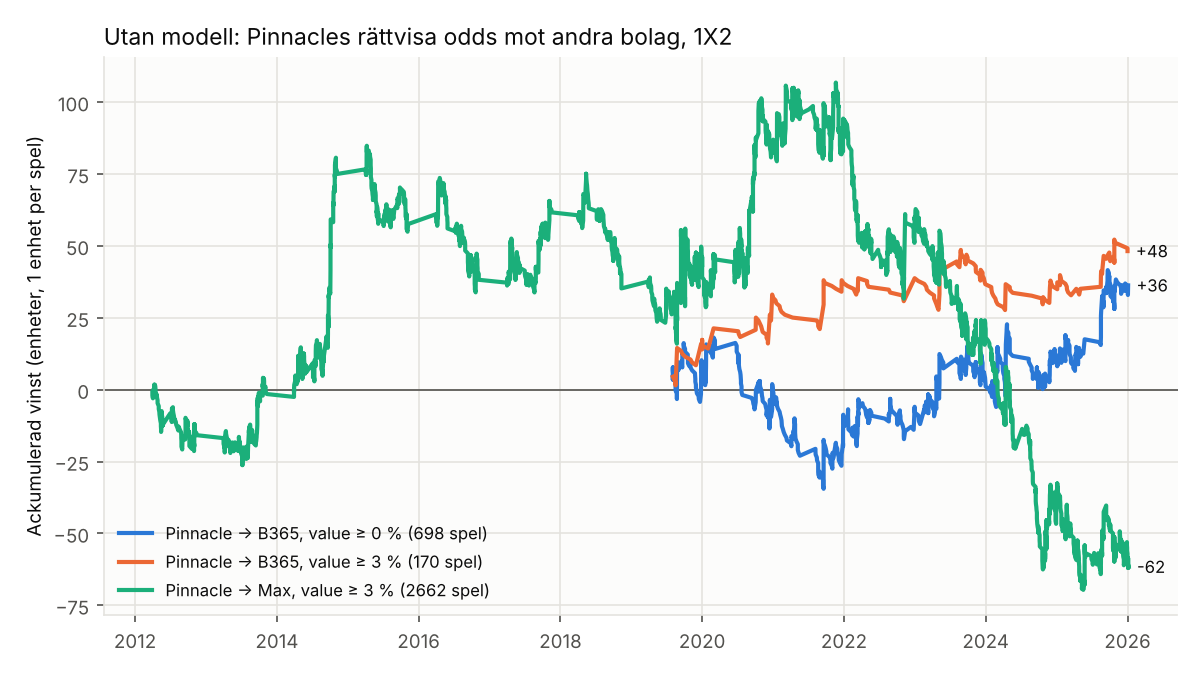 Utan modell: Pinnacles rättvisa odds mot andra bolag, 1X2
Ackumulerad vinst (enheter, 1 enhet per spel)
100
75
50
25
0
−25
−50
−75
+48
+36
-62
Pinnacle → B365, value ≥ 0 % (698 spel)
Pinnacle → B365, value ≥ 3 % (170 spel)
Pinnacle → Max, value ≥ 3 % (2662 spel)
2012 2014 2016 2018 2020 2022 2024 2026